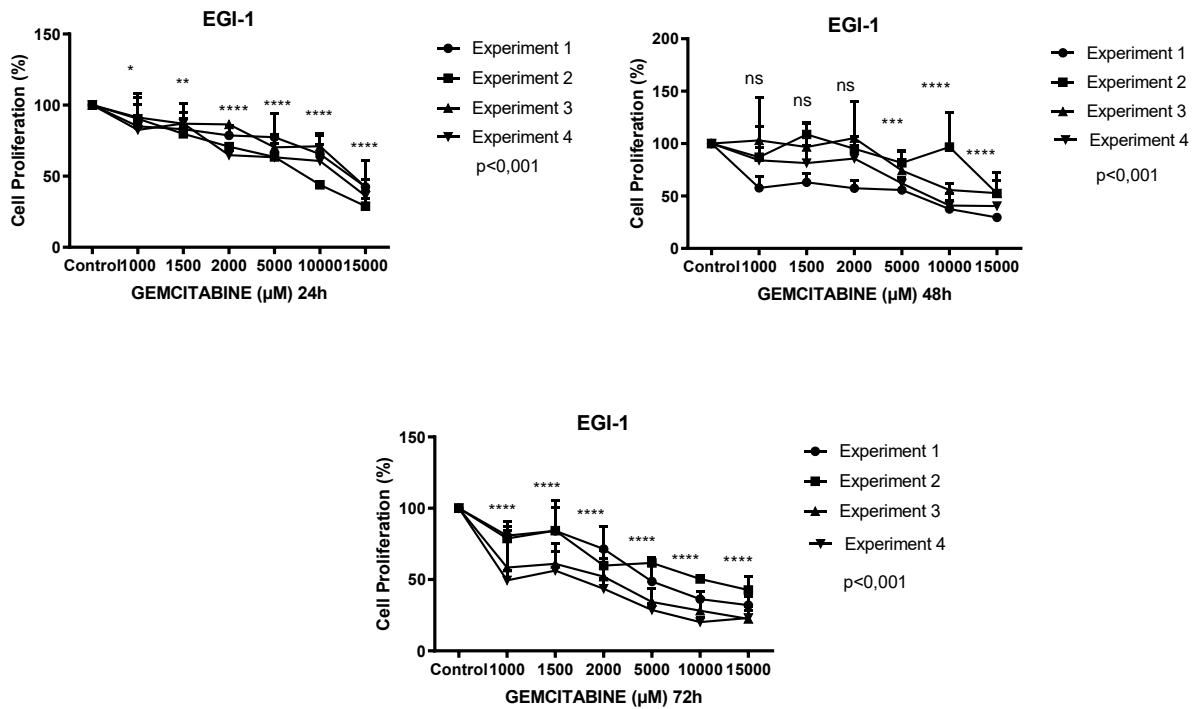 EGI-1
150
100
50
0
Cell Proliferation (%)
* ** **** **** **** ****
Control 1000 1500 2000 5000 10000 15000
GEMCITABINE (µM) 24h
Experiment 1
Experiment 2
Experiment 3
Experiment 4
p<0,001
EGI-1
200
150
100
50
0
Cell Proliferation (%)
ns ns ns *** **** ****
Control 1000 1500 2000 5000 10000 15000
GEMCITABINE (µM) 48h
Experiment 1
Experiment 2
Experiment 3
Experiment 4
p<0,001
EGI-1
150
100
50
0
Cell Proliferation (%)
**** **** **** **** **** ****
Control 1000 1500 2000 5000 10000 15000
GEMCITABINE (µM) 72h
Experiment 1
Experiment 2
Experiment 3
Experiment 4
p<0,001